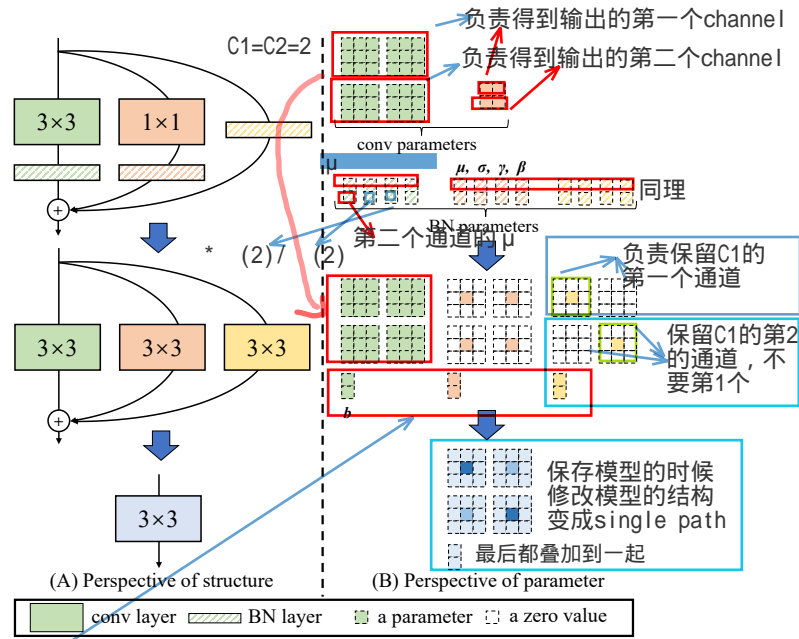 C1=C2=2
负责得到输出的第一个channel
负责得到输出的第二个channel
3×3
1×1
conv parameters
μ
μ, σ, γ, β
同理
BN parameters
第二个通道的μ
* (2)/ (2)
负责保留C1的
第一个通道
3×3
3×3
3×3
保留C1的第2
的通道，不
要第1个
b
3×3
保存模型的时候
修改模型的结构
变成single path
最后都叠加到一起
(A) Perspective of structure
(B) Perspective of parameter
conv layer
BN layer
a parameter
a zero value